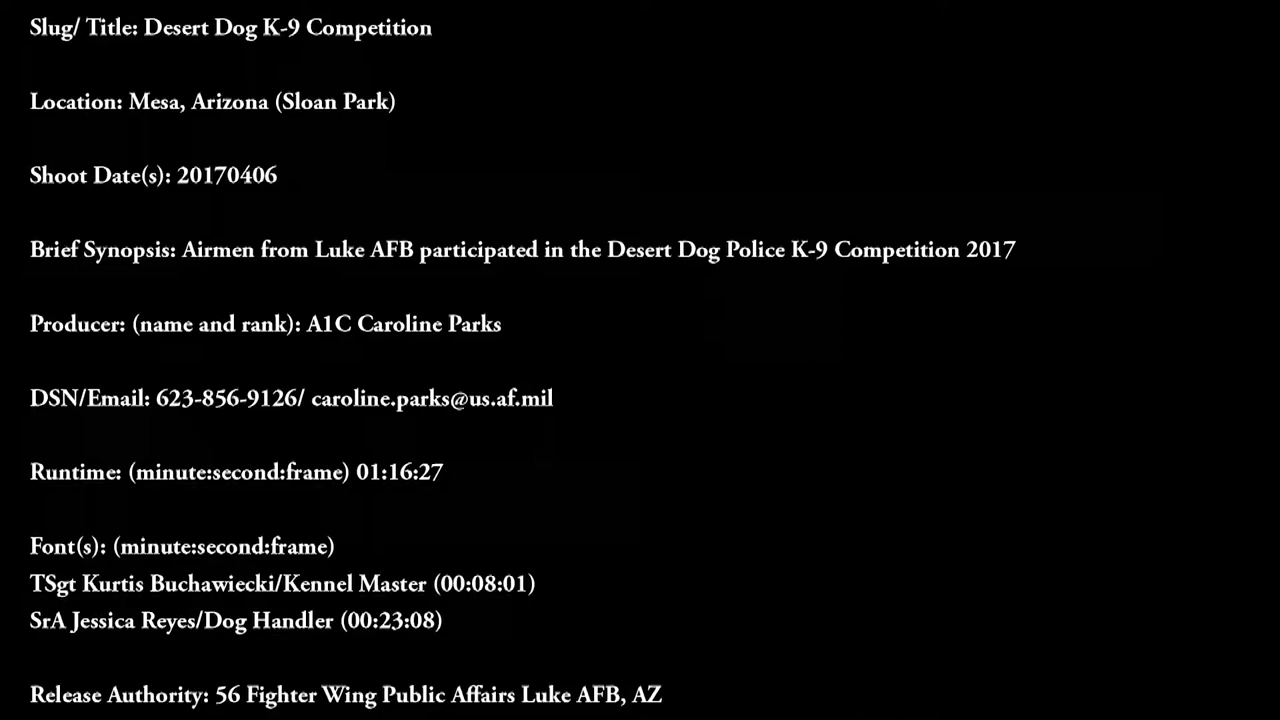 Slug/ Title: Desert Dog K-9 Competition
Location: Mesa, Arizona (Sloan Park)
Shoot Date(s): 20170406
Brief Synopsis: Airmen from Luke AFB participated in the Desert Dog Police K-9 Competition 2017
Producer: (name and rank): A1C Caroline Parks
DSN/Email: 623-856-9126/ caroline.parks@us.af.mil
Runtime: (minute:second:frame) 01:16:27
Font(s): (minute:second:frame)
TSgt Kurtis Buchawiecki/Kennel Master (00:08:01)
SrA Jessica Reyes/Dog Handler (00:23:08)
Release Authority: 56 Fighter Wing Public Affairs Luke AFB, AZ